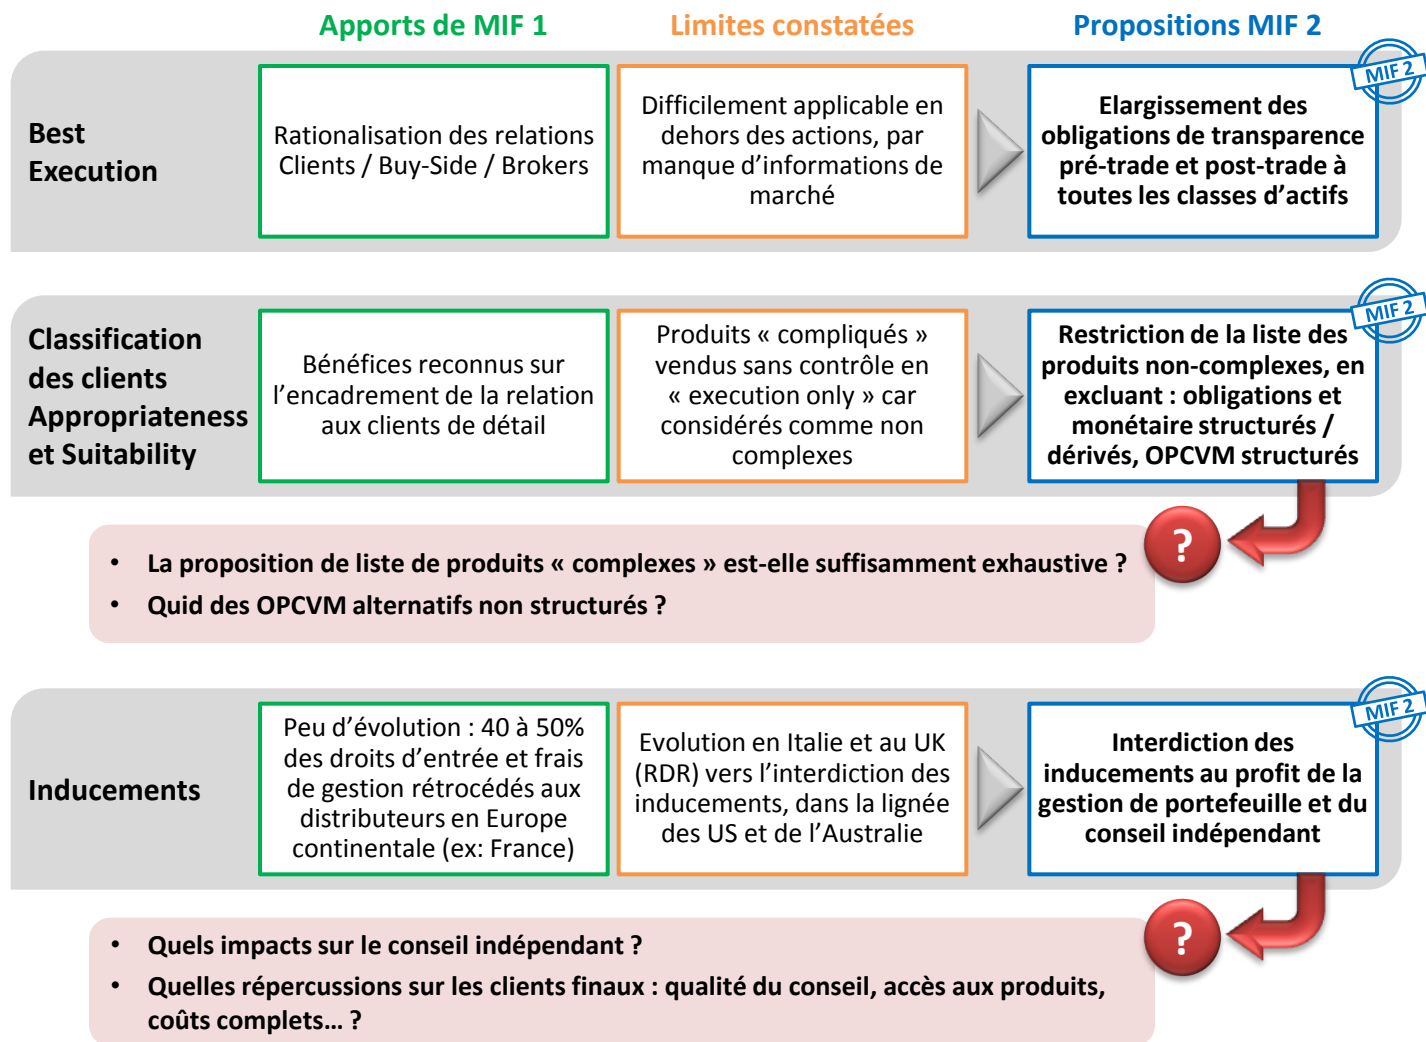 Apports de MIF 1
Limites constatées
Propositions MIF 2
Best
Execution
Rationalisation des relations
Clients / Buy-Side / Brokers
Difficilement applicable en
dehors des actions, par
manque d’informations de
marché
Elargissement des
obligations de transparence
pré-trade et post-trade à
toutes les classes d’actifs
MIF 2
Classification
des clients
Appropriateness
et Suitability
Bénéfices reconnus sur
l’encadrement de la relation
aux clients de détail
Produits « compliqués »
vendus sans contrôle en
« execution only » car
considérés comme non
complexes
Restriction de la liste des
produits non-complexes, en
excluant : obligations et
monétaire structurés /
dérivés, OPCVM structurés
MIF 2
?
• La proposition de liste de produits « complexes » est-elle suffisamment exhaustive ?
• Quid des OPCVM alternatifs non structurés ?
Inducements
Peu d’évolution : 40 à 50%
des droits d’entrée et frais
de gestion rétrocédés aux
distributeurs en Europe
continentale (ex: France)
Evolution en Italie et au UK
(RDR) vers l’interdiction des
inducements, dans la lignée
des US et de l’Australie
Interdiction des
inducements au profit de la
gestion de portefeuille et du
conseil indépendant
MIF 2
?
• Quels impacts sur le conseil indépendant ?
• Quelles répercussions sur les clients finaux : qualité du conseil, accès aux produits,
coûts complets… ?